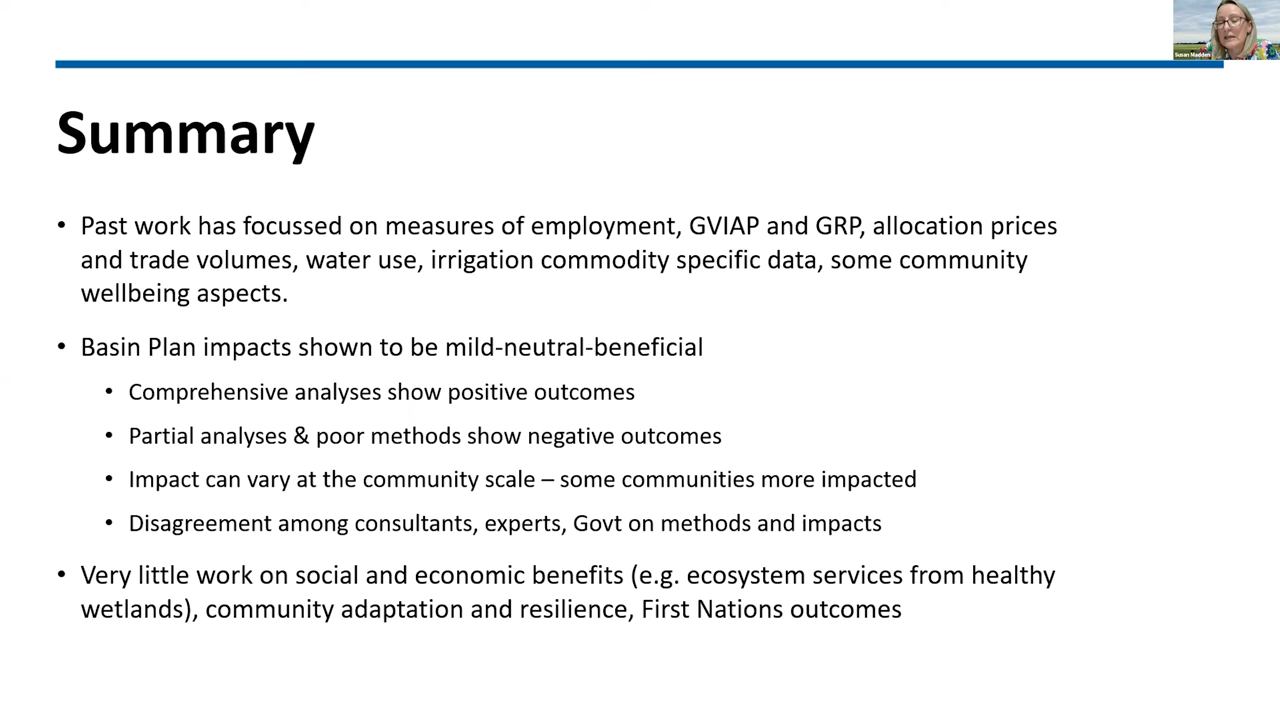 Susan Madden
Summary
• Past work has focussed on measures of employment, GVIAP and GRP, allocation prices
and trade volumes, water use, irrigation commodity specific data, some community
wellbeing aspects.
• Basin Plan impacts shown to be mild-neutral-beneficial
• Comprehensive analyses show positive outcomes
• Partial analyses & poor methods show negative outcomes
• Impact can vary at the community scale – some communities more impacted
• Disagreement among consultants, experts, Govt on methods and impacts
• Very little work on social and economic benefits (e.g. ecosystem services from healthy
wetlands), community adaptation and resilience, First Nations outcomes